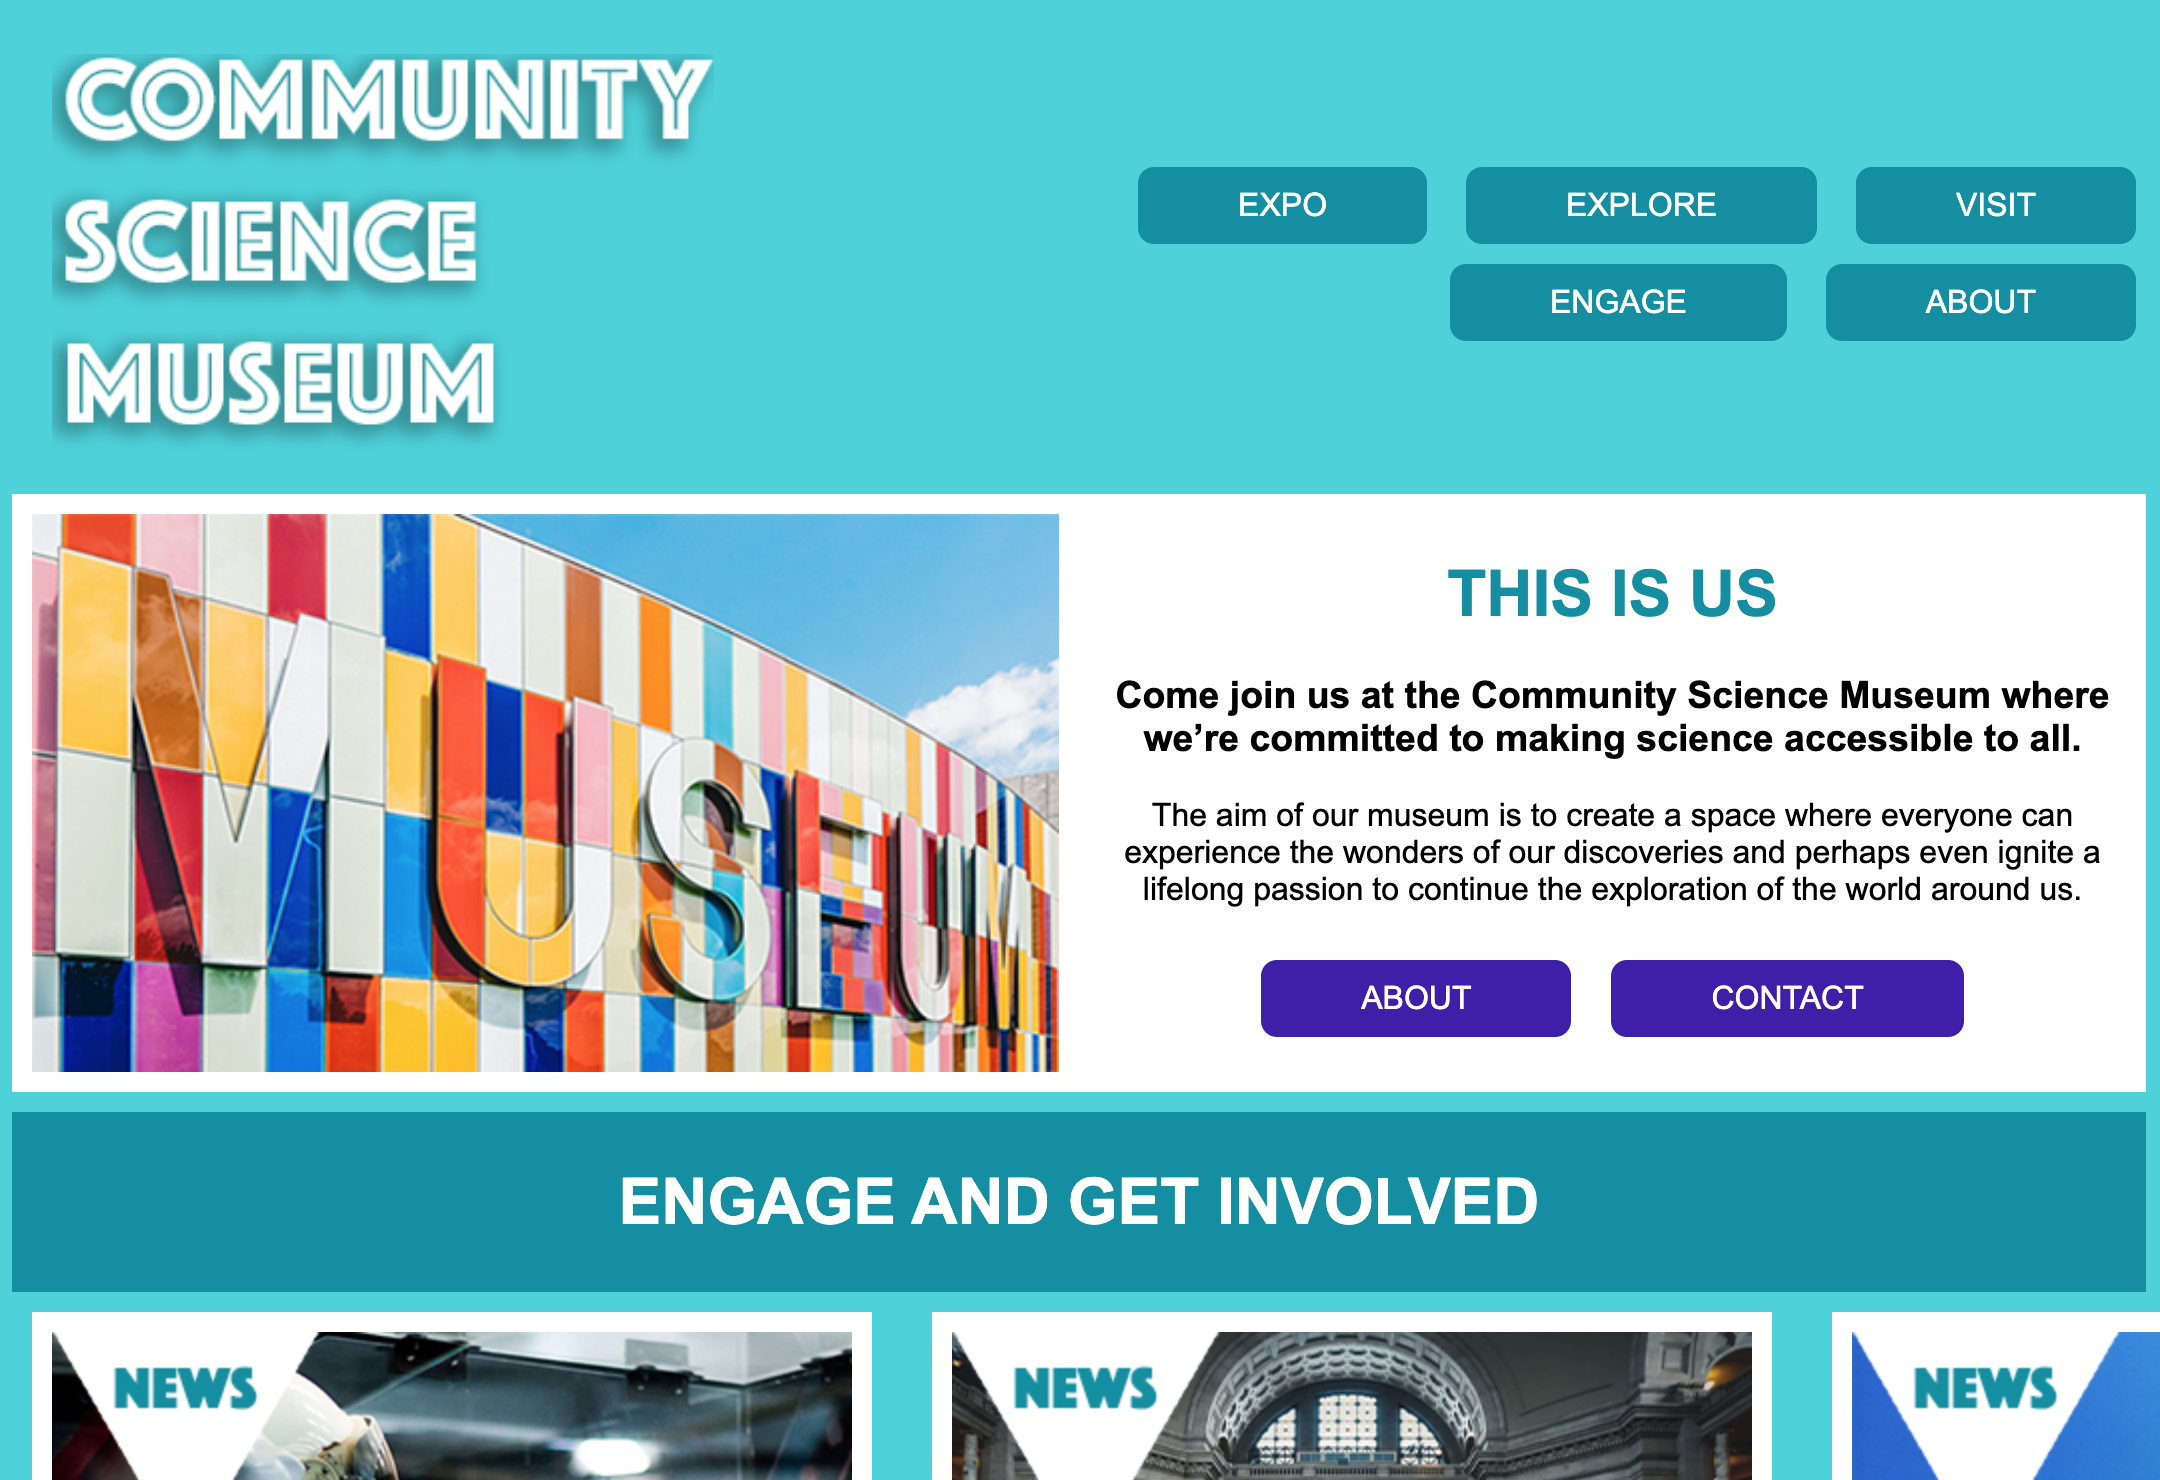 COMMUNITY
SCIENCE
MUSEUM
EXPO
EXPLORE
VISIT
ENGAGE
ABOUT
MUSEUM
THIS IS US
Come join us at the Community Science Museum where
we’re committed to making science accessible to all.
The aim of our museum is to create a space where everyone can
experience the wonders of our discoveries and perhaps even ignite a
lifelong passion to continue the exploration of the world around us.
ABOUT
CONTACT
ENGAGE AND GET INVOLVED
NEWS
NEWS
NEWS